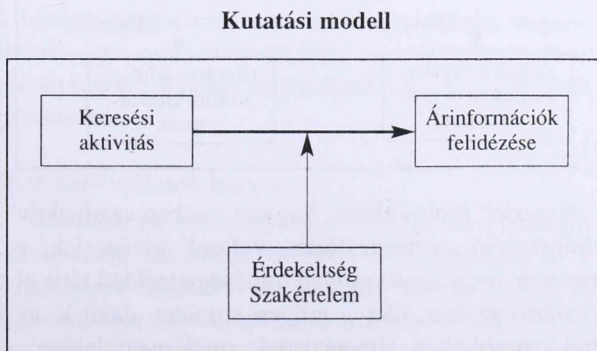 Kutatási modell
Keresési
aktivitás
Árinformációk
felidézése
Érdekeltség
Szakértelem